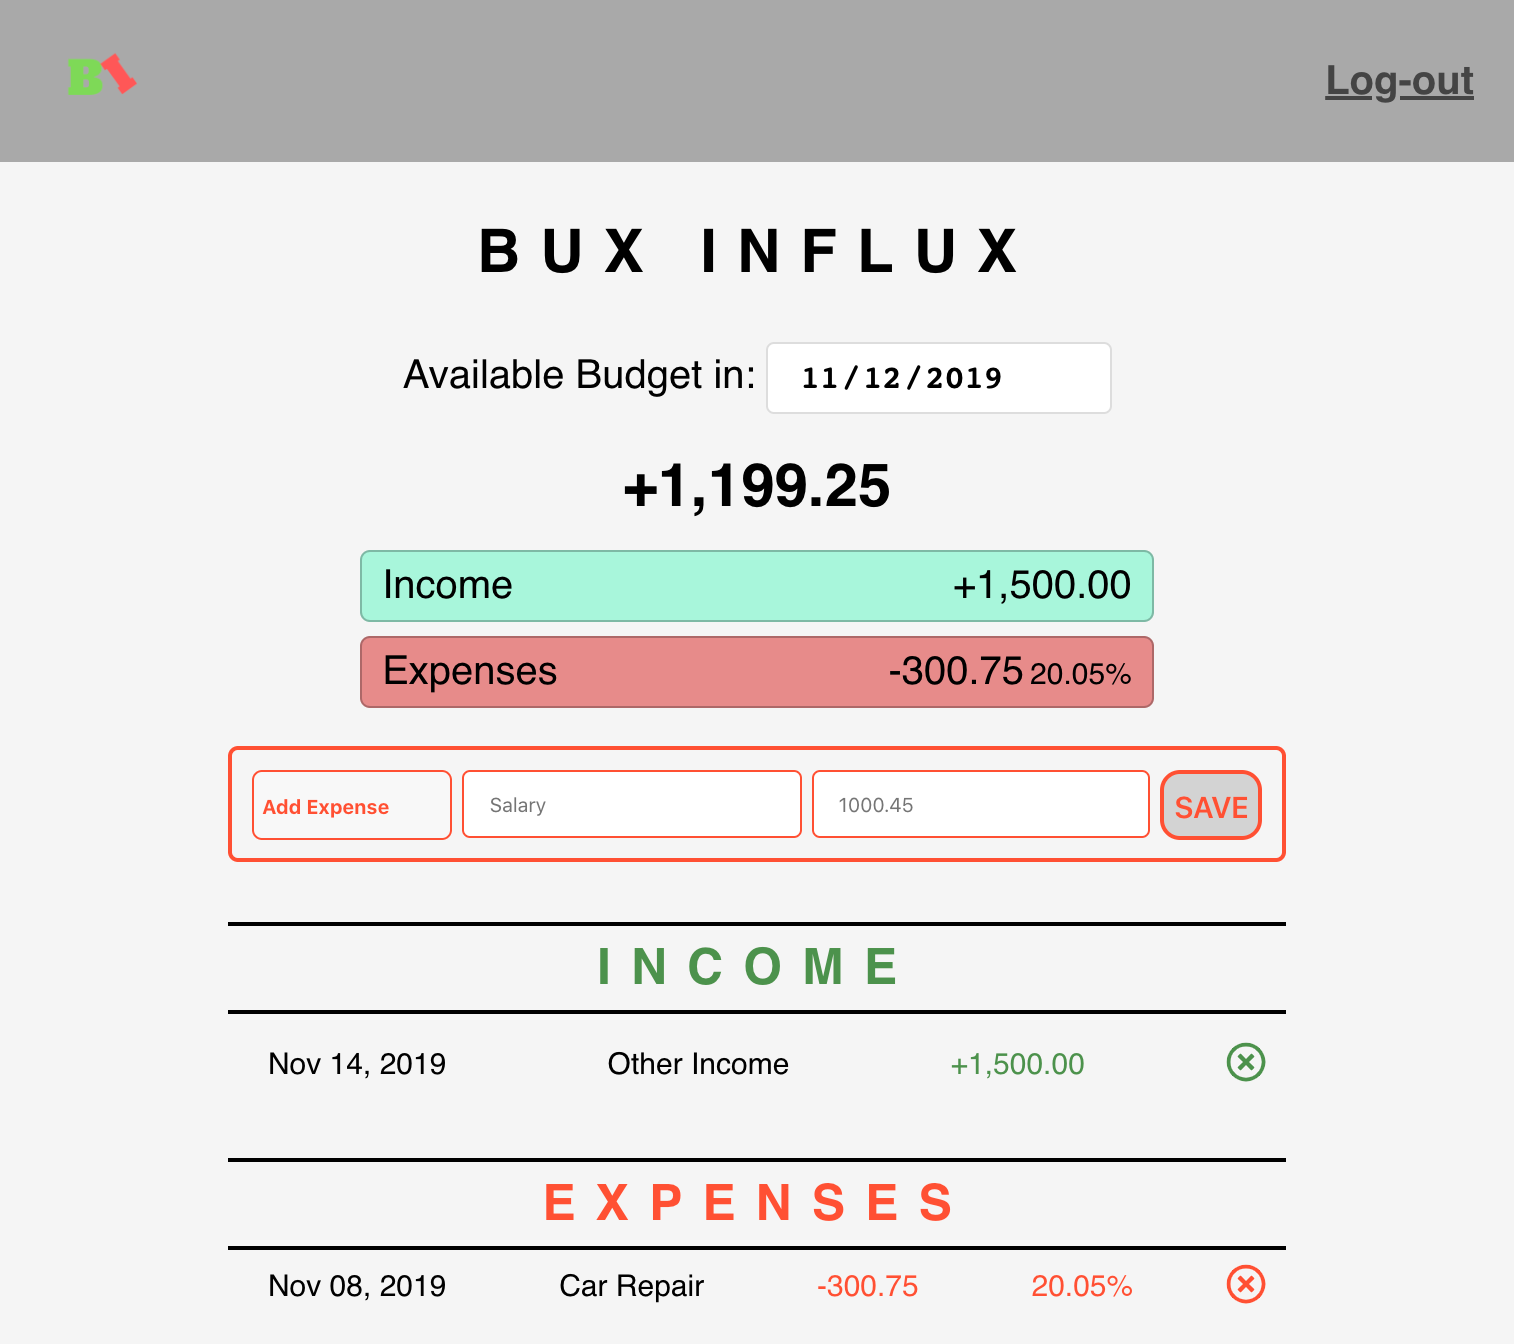 BI
Log-out
BUX INFLUX
Available Budget in: 11/12/2019
+1,199.25
Income +1,500.00
Expenses -300.75 20.05%
Add Expense Salary 1000.45 SAVE
INCOME
Nov 14, 2019 Other Income +1,500.00
EXPENSES
Nov 08, 2019 Car Repair -300.75 20.05%